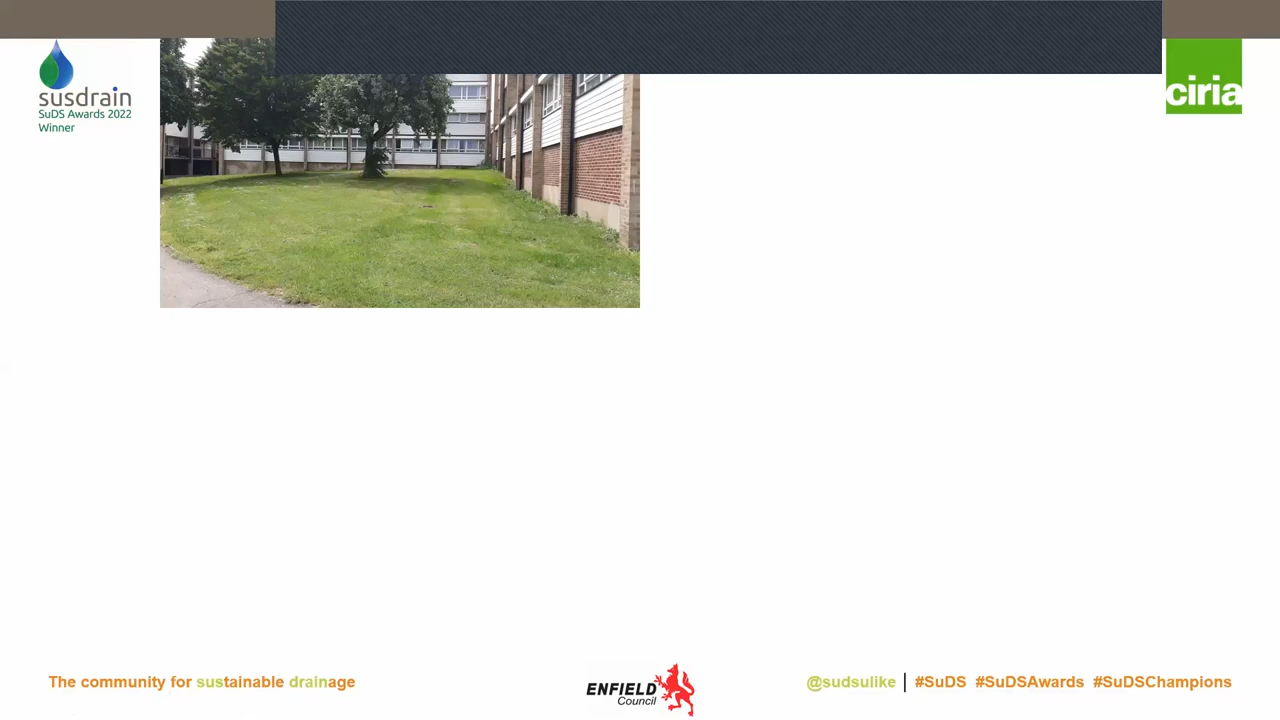 susdrain
SuDS Awards 2022
Winner
ciria
The community for sustainable drainage
ENFIELD
Council
@sudsulike | #SuDS #SuDSAwards #SuDSChampions